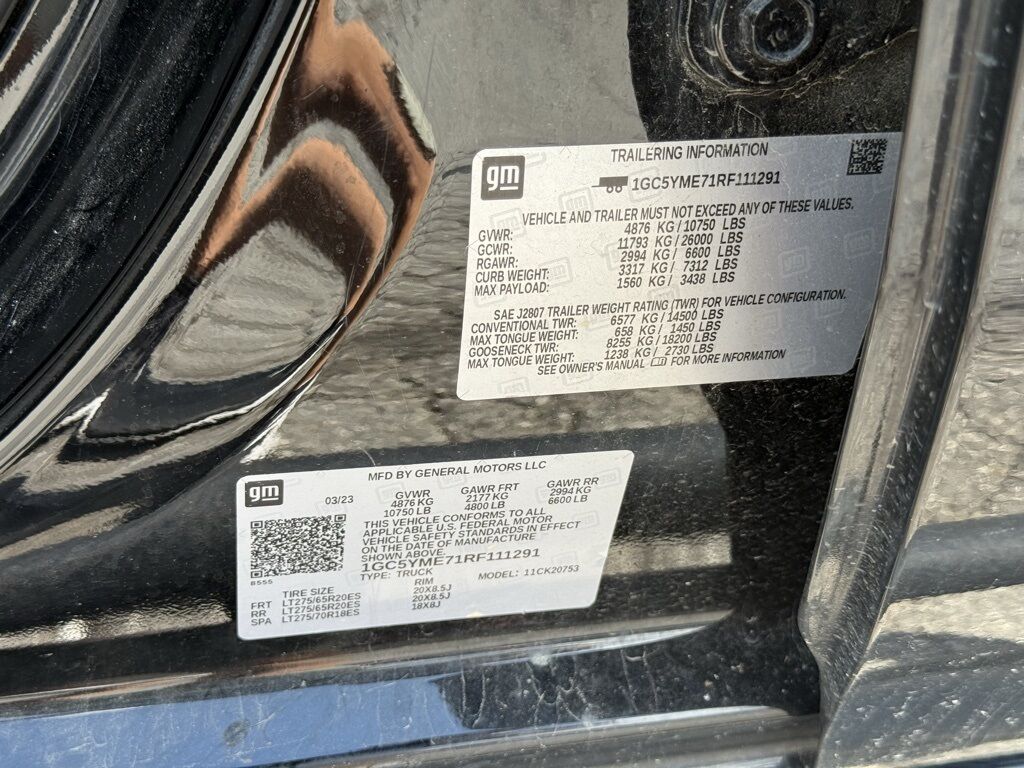 gm
TRAILERING INFORMATION
1GC5YME71RF111291
VEHICLE AND TRAILER MUST NOT EXCEED ANY OF THESE VALUES.
GVWR: 4876 KG / 10750 LBS
GCWR: 11793 KG / 26000 LBS
RGAWR: 2994 KG / 6600 LBS
CURB WEIGHT: 3317 KG / 7312 LBS
MAX PAYLOAD: 1560 KG / 3438 LBS
SAE J2807 TRAILER WEIGHT RATING (TWR) FOR VEHICLE CONFIGURATION.
CONVENTIONAL TWR: 6577 KG / 14500 LBS
MAX TONGUE WEIGHT: 658 KG / 1450 LBS
GOOSENECK TWR: 8255 KG / 18200 LBS
MAX TONGUE WEIGHT: 1238 KG / 2730 LBS
SEE OWNER'S MANUAL FOR MORE INFORMATION
gm
MFD BY GENERAL MOTORS LLC
03/23 GVWR GAWR FRT GAWR RR
4876 KG 2177 KG 2994 KG
10750 LB 4800 LB 6600 LB
THIS VEHICLE CONFORMS TO ALL
APPLICABLE U.S. FEDERAL MOTOR
VEHICLE SAFETY STANDARDS IN EFFECT
ON THE DATE OF MANUFACTURE
SHOWN ABOVE.
1GC5YME71RF111291
B555
TYPE: TRUCK MODEL: 11CK20753
TIRE SIZE RIM
FRT LT275/65R20ES 20X8.5J
RR LT275/65R20ES 20X8.5J
SPA LT275/70R18ES 18X8J